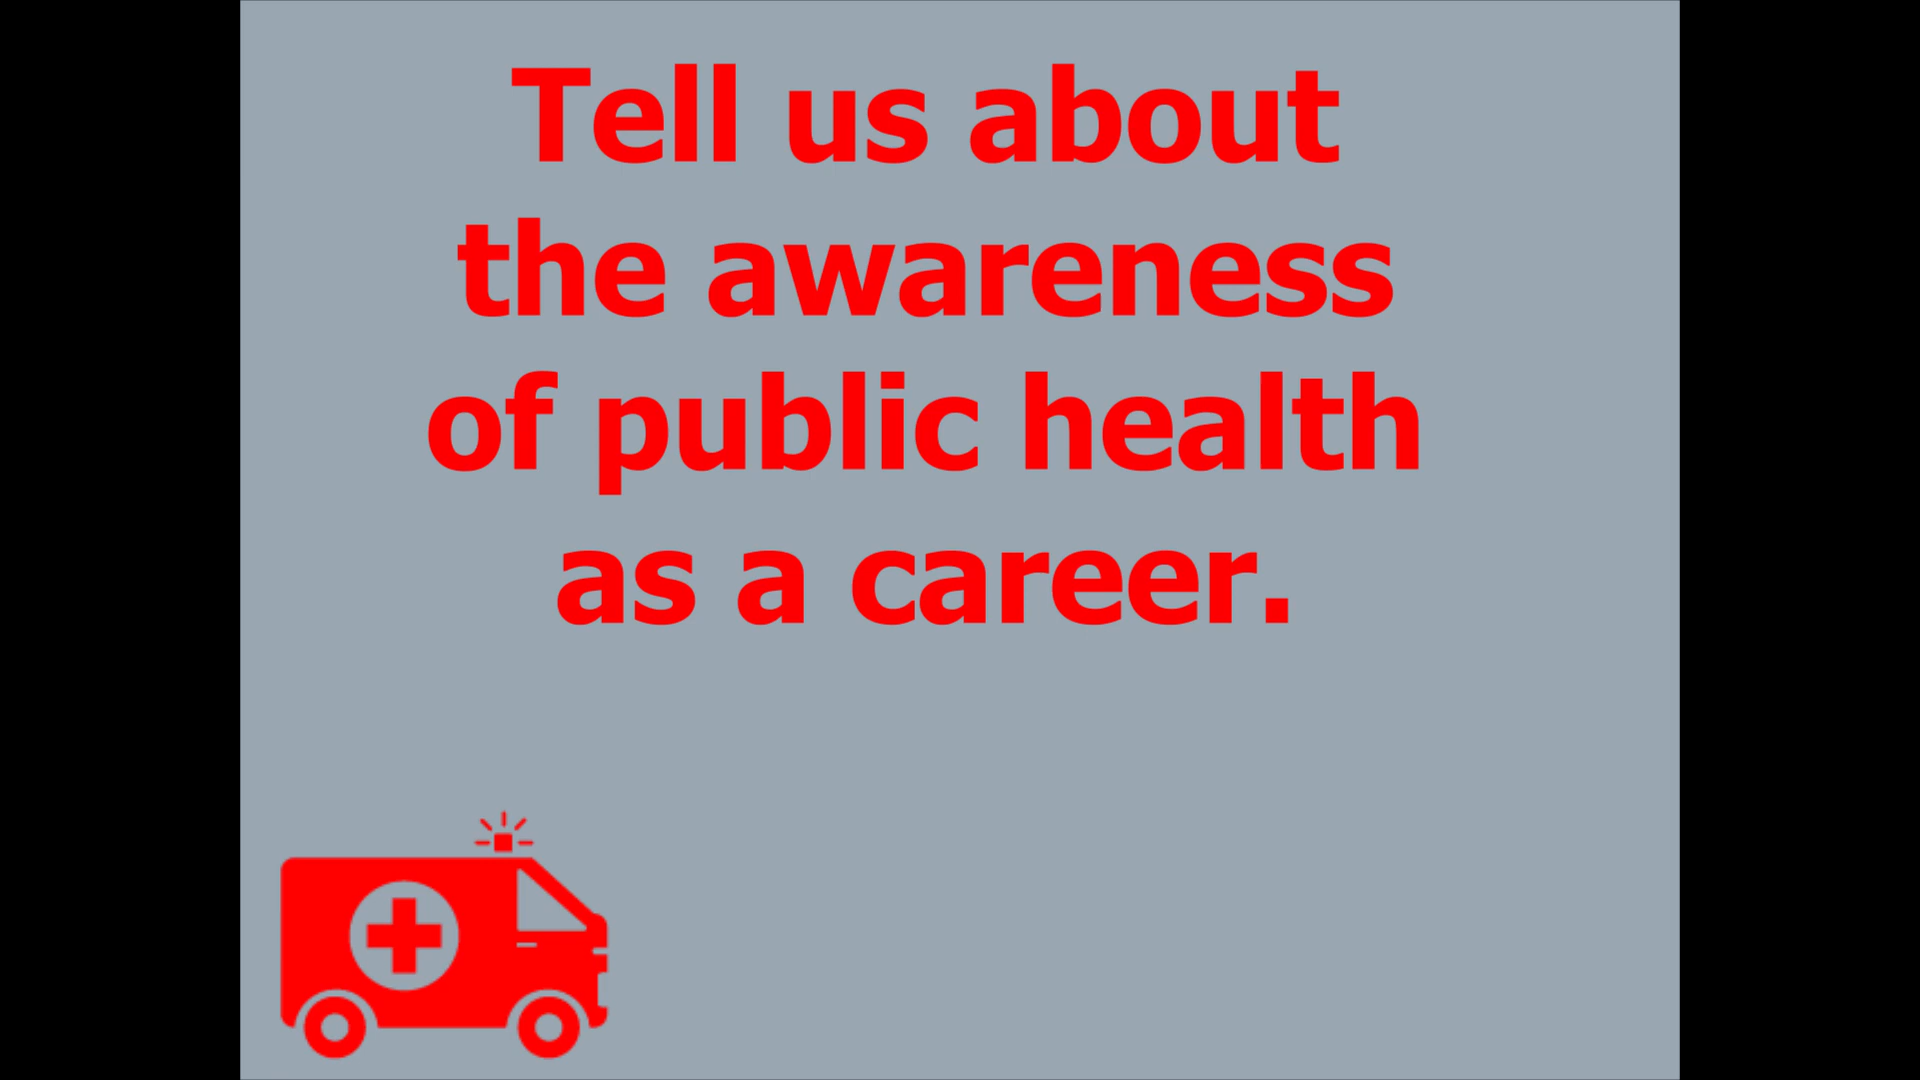 Tell us about
the awareness
of public health
as a career.